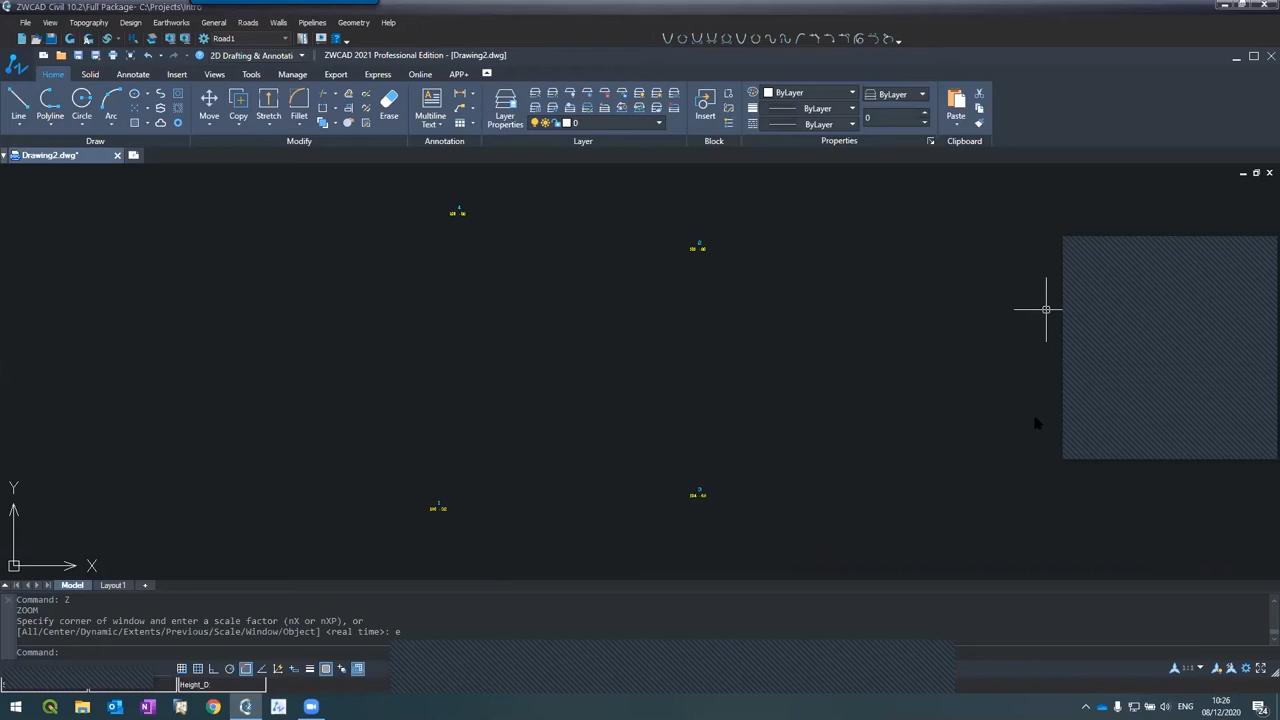 ZWCAD Civil 10.2\Full Package- C:\Projects\Intro
File View Topography Design Earthworks General Roads Walls Pipelines Geometry Help
Road1
2D Drafting & Annotati
ZWCAD 2021 Professional Edition - [Drawing2.dwg]
Home Solid Annotate Insert Views Tools Manage Export Express Online APP+
Line Polyline Circle Arc Move Copy Stretch Fillet Erase Multiline Text Layer Properties Insert Paste
ByLayer ByLayer
ByLayer 0
0 ByLayer
Draw Modify Annotation Layer Block Properties Clipboard
Drawing2.dwg*
Y
X
Model Layout1 +
Command: Z
ZOOM
Specify corner of window and enter a scale factor (nX or nXP), or
[All/Center/Dynamic/Extents/Previous/Scale/Window/Object] <real time>: e
Command:
1:1
Height_D:
ENG
10:26
08/12/2020
24